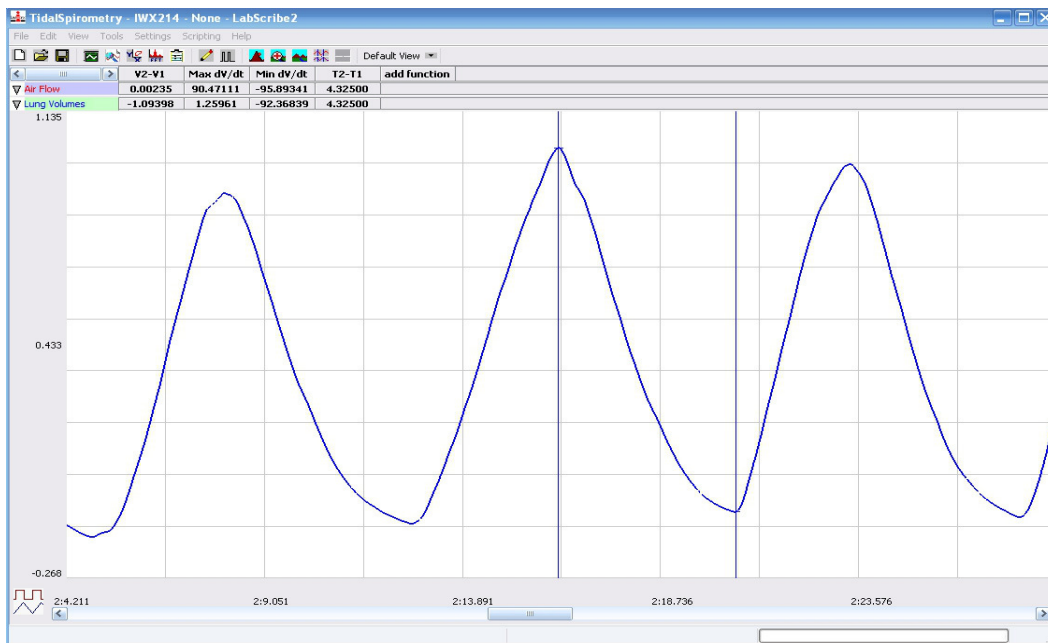 TidalSpirometry - IWX214 - None - LabScribe2
File Edit View Tools Settings Scripting Help
Default View
V2-V1 Max dV/dt Min dV/dt T2-T1 add function
Air Flow 0.00235 90.47111 -95.89341 4.32500
Lung Volumes -1.09398 1.25961 -92.36839 4.32500
1.135
0.433
-0.268
2:4.211 2:9.051 2:13.891 2:18.736 2:23.576